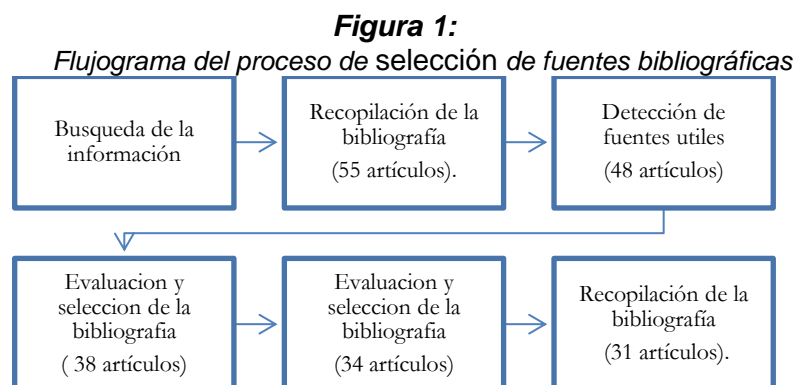 Figura 1:
Flujograma del proceso de selección de fuentes bibliográficas
Busqueda de la
información
Recopilación de la
bibliografía
(55 artículos).
Detección de
fuentes utiles
(48 artículos)
Evaluacion y
seleccion de la
bibliografia
( 38 artículos)
Evaluacion y
seleccion de la
bibliografia
(34 artículos)
Recopilación de la
bibliografía
(31 artículos).